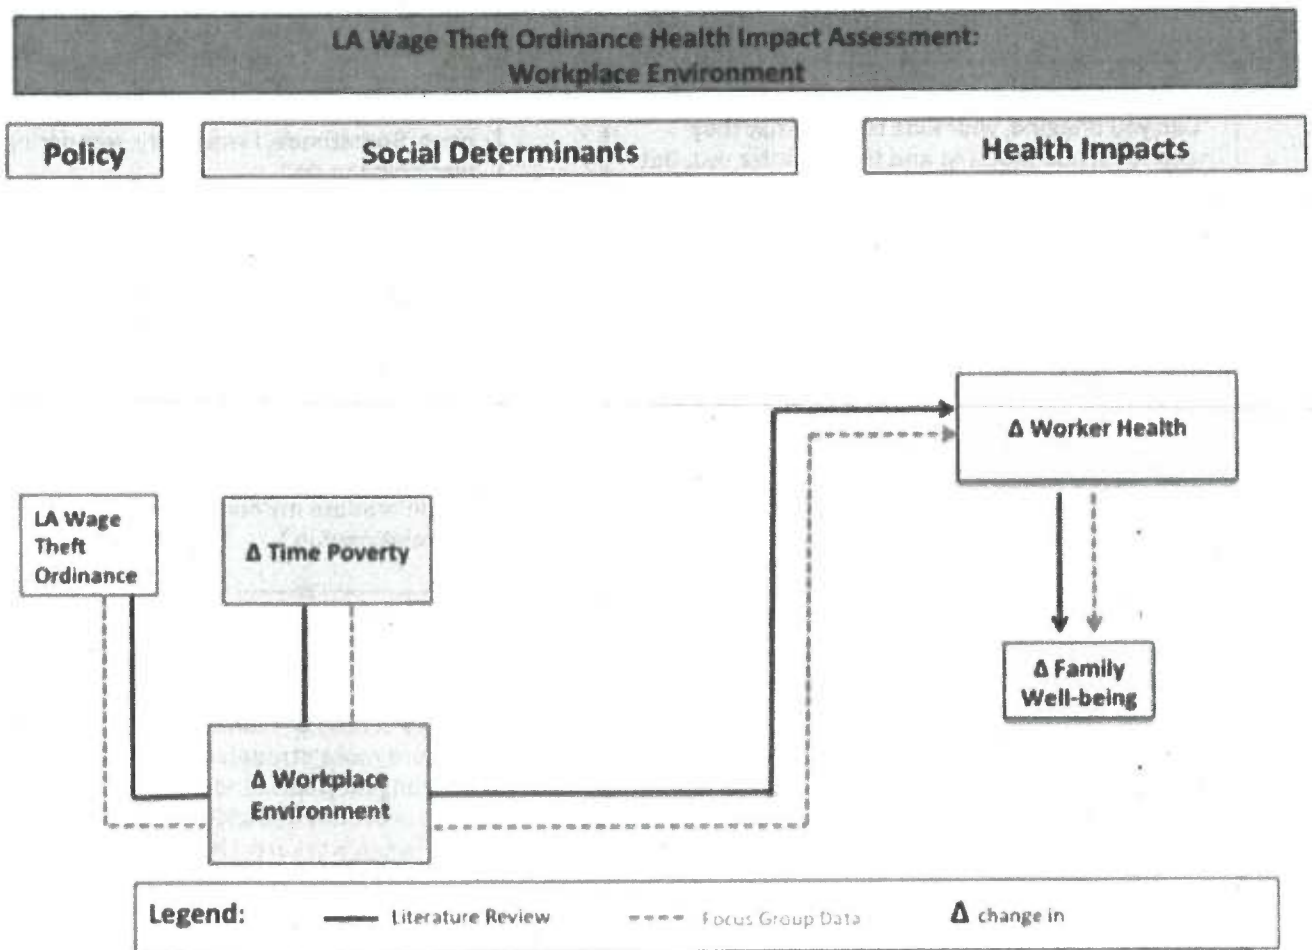 LA Wage Theft Ordinance Health Impact Assessment:
Workplace Environment
Policy
Social Determinants
Health Impacts
Δ Worker Health
LA Wage
Theft
Ordinance
Δ Time Poverty
Δ Family
Well-being
Δ Workplace
Environment
Legend:
Literature Review
Focus Group Data
Δ change in